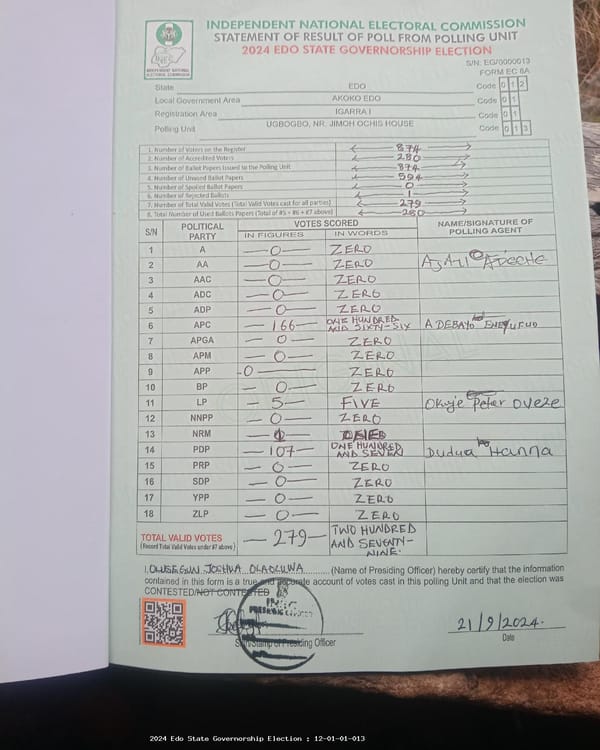 INDEPENDENT NATIONAL ELECTORAL COMMISSION
STATEMENT OF RESULT OF POLL FROM POLLING UNIT
2024 EDO STATE GOVERNORSHIP ELECTION
INDEPENDENT NATIONAL ELECTORAL COMMISSION
S/N: EG/0000013
FORM EC 8A
State EDO Code 0 1 2
Local Government Area AKOKO EDO Code 0 1
Registration Area IGARRA I Code 0 1
Polling Unit UGBOGBO, NR. JIMOH OCHIS HOUSE Code 0 1 3
1. Number of Voters on the Register 874
2. Number of Accredited Voters 280
3. Number of Ballot Papers Issued to the Polling Unit 874
4. Number of Unused Ballot Papers 594
5. Number of Spoiled Ballot Papers 0
6. Number of Rejected Ballots 1
7. Number of Total Valid Votes (Total Valid Votes cast for all parties) 279
8. Total Number of Used Ballots Papers (Total of #5 + #6 + #7 above) 280
S/N POLITICAL PARTY VOTES SCORED NAME/SIGNATURE OF POLLING AGENT
IN FIGURES IN WORDS
1 A 0 ZERO
2 AA 0 ZERO
3 AAC 0 ZERO
4 ADC 0 ZERO
5 ADP 0 ZERO
6 APC 166 ONE HUNDRED AND SIXTY-SIX ADEBAYO
7 APGA 0 ZERO
8 APM 0 ZERO
9 APP 0 ZERO
10 BP 0 ZERO
11 LP 5 FIVE Okuje Peter Oveze
12 NNPP 0 ZERO
13 NRM
14 PDP 107 ONE HUNDRED AND SEVEN Dudua Hanna
15 PRP 0 ZERO
16 SDP 0 ZERO
17 YPP 0 ZERO
18 ZLP 0 ZERO
TOTAL VALID VOTES 279 TWO HUNDRED AND SEVENTY-NINE.
(Record Total Valid Votes under #7 above)
I, OLUSEGUN JOSHUA OLAOLUWA (Name of Presiding Officer) hereby certify that the information
contained in this form is a true and accurate account of votes cast in this polling Unit and that the election was
CONTESTED/NOT CONTESTED
INEC
PRESIDING OFFICER
Sign/Stamp of Presiding Officer
21/9/2024.
Date
2024 Edo State Governorship Election : 12-01-01-013